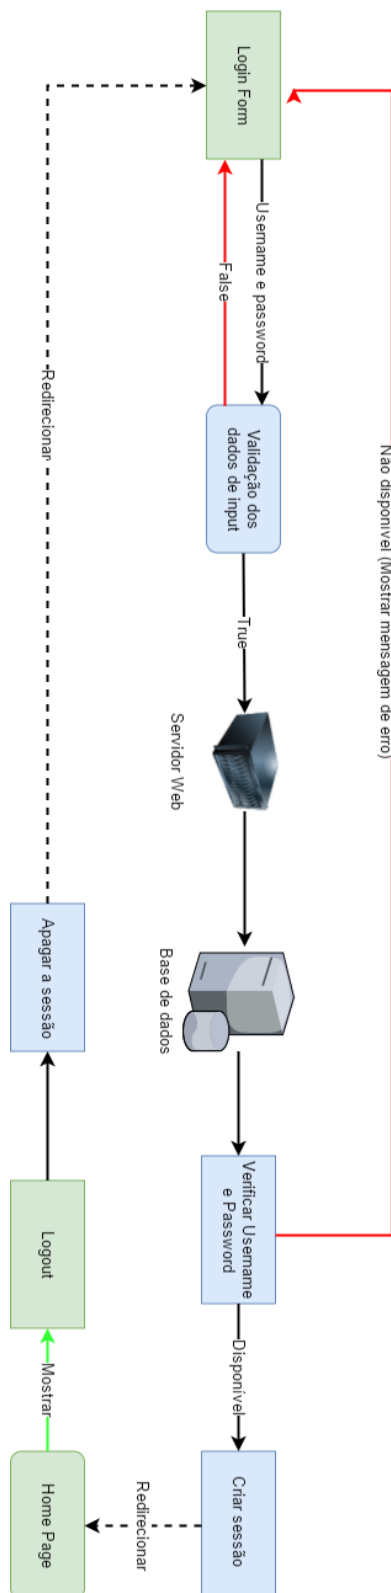 Não disponível (Mostrar mensagem de erro)
Login Form
Username e password
False
Validação dos
dados de input
True
Servidor Web
Base de dados
Verificar Username
e Password
Disponível
Criar sessão
Redirecionar
Home Page
Mostrar
Logout
Apagar a sessão
Redirecionar